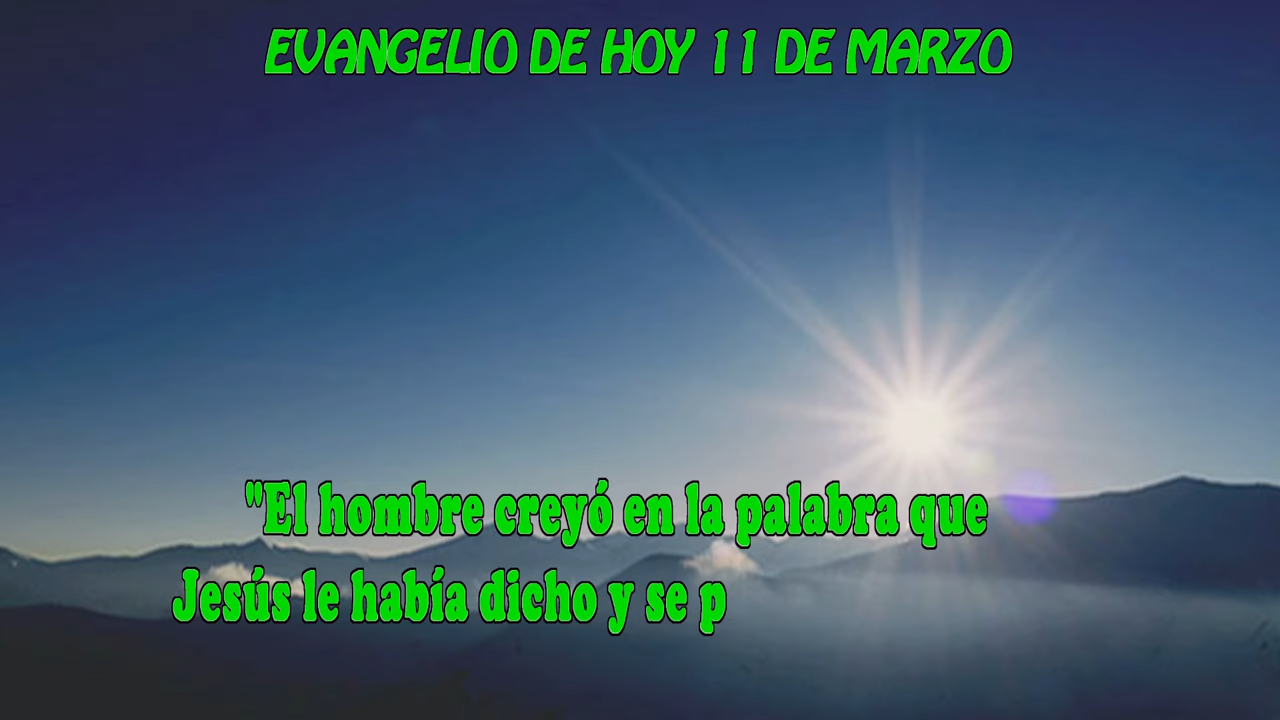 EVANGELIO DE HOY 11 DE MARZO
"El hombre creyó en la palabra que
Jesús le había dicho y se p